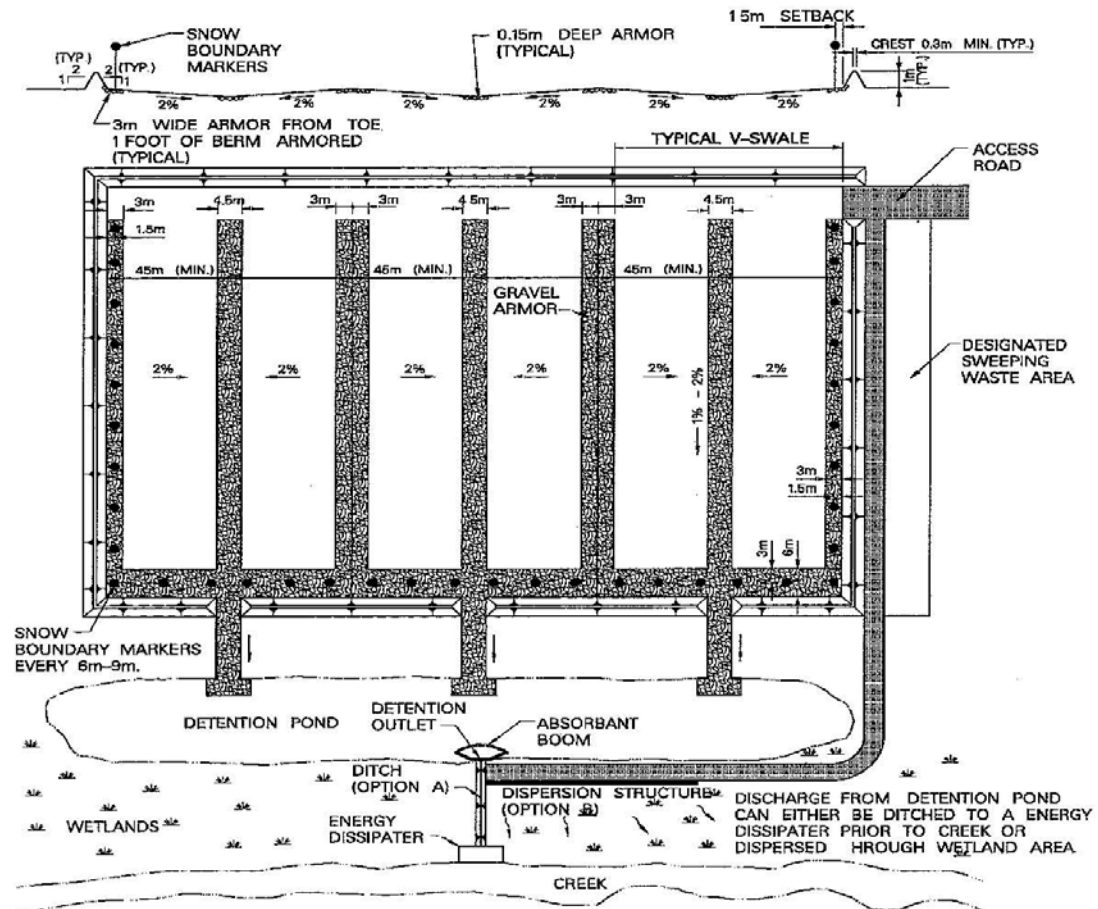 SNOW
BOUNDARY
MARKERS
0.15m DEEP ARMOR
(TYPICAL)
15m SETBACK
CREST 0.3m MIN. (TYP.)
1m
(TYP.)
(TYP.)
2
1
(TYP.)
2
1
2%
2%
2%
2%
2%
2%
3m WIDE ARMOR FROM TOE
1 FOOT OF BERM ARMORED
(TYPICAL)
TYPICAL V-SWALE
ACCESS
ROAD
3m
4.5m
3m
3m
4.5m
3m
3m
4.5m
1.5m
45m (MIN.)
45m (MIN.)
45m (MIN.)
GRAVEL
ARMOR
DESIGNATED
SWEEPING
WASTE AREA
2%
2%
2%
2%
2%
2%
1% - 2%
3m
1.5m
3m
6m
SNOW
BOUNDARY MARKERS
EVERY 6m-9m.
DETENTION POND
DETENTION
OUTLET
ABSORBANT
BOOM
DITCH
(OPTION A)
DISPERSION STRUCTURE
(OPTION B)
DISCHARGE FROM DETENTION POND
CAN EITHER BE DITCHED TO A ENERGY
DISSIPATER PRIOR TO CREEK OR
DISPERSED HROUGH WETLAND AREA
WETLANDS
ENERGY
DISSIPATER
CREEK